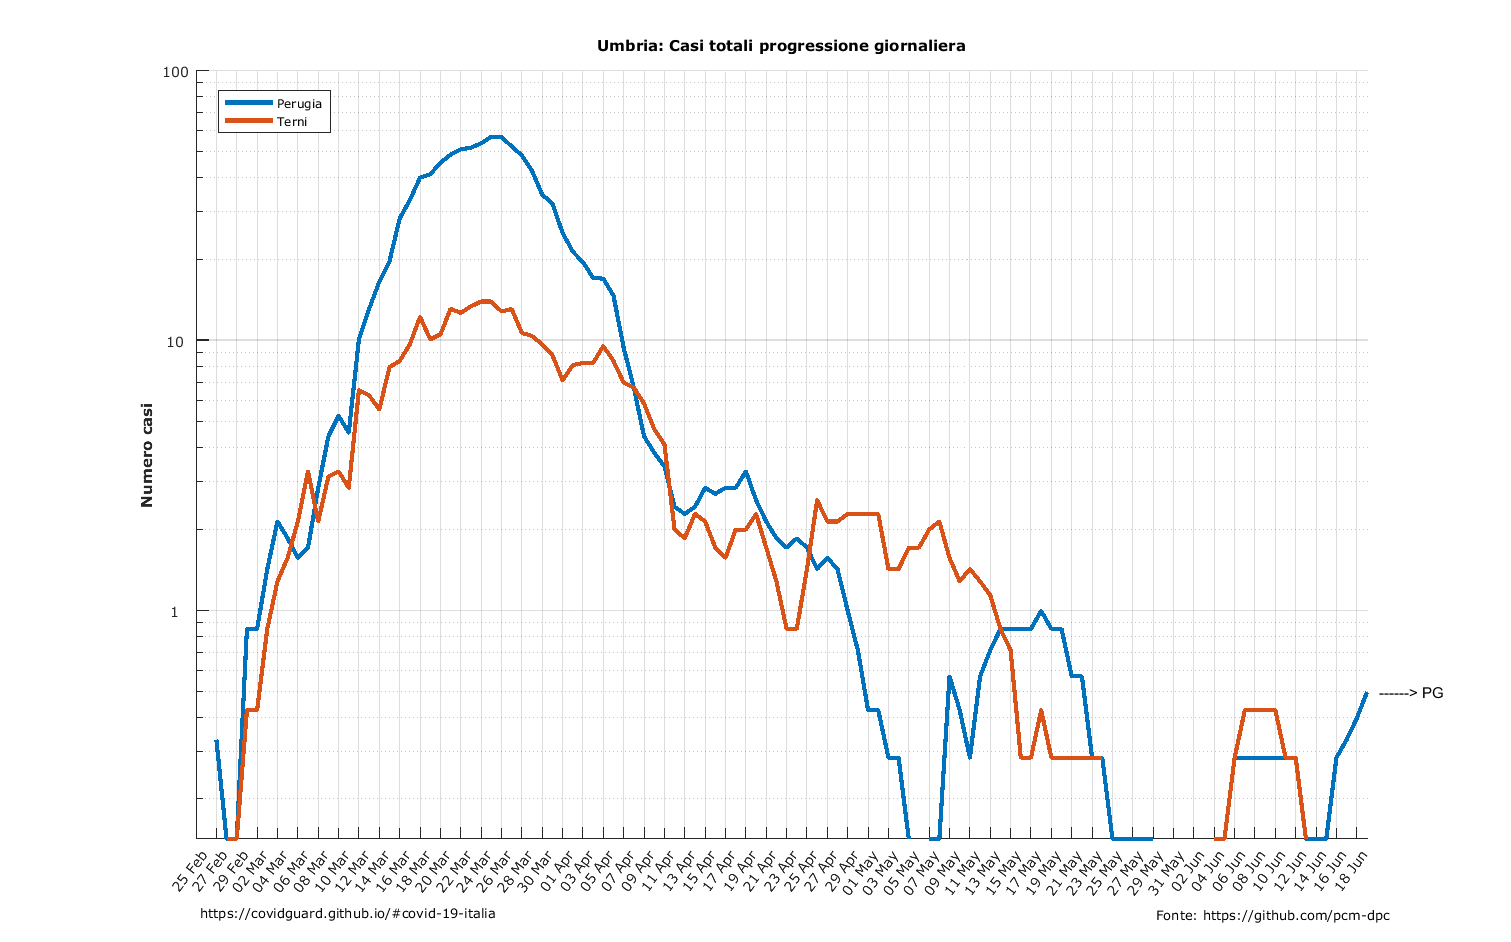 Umbria: Casi totali progressione giornaliera
100
10
1
Numero casi
Perugia
Terni
------> PG
25 Feb
27 Feb
29 Feb
02 Mar
04 Mar
06 Mar
08 Mar
10 Mar
12 Mar
14 Mar
16 Mar
18 Mar
20 Mar
22 Mar
24 Mar
26 Mar
28 Mar
30 Mar
01 Apr
03 Apr
05 Apr
07 Apr
09 Apr
11 Apr
13 Apr
15 Apr
17 Apr
19 Apr
21 Apr
23 Apr
25 Apr
27 Apr
29 Apr
01 May
03 May
05 May
07 May
09 May
11 May
13 May
15 May
17 May
19 May
21 May
23 May
25 May
27 May
29 May
31 May
02 Jun
04 Jun
06 Jun
08 Jun
10 Jun
12 Jun
14 Jun
16 Jun
18 Jun
https://covidguard.github.io/#covid-19-italia
Fonte: https://github.com/pcm-dpc